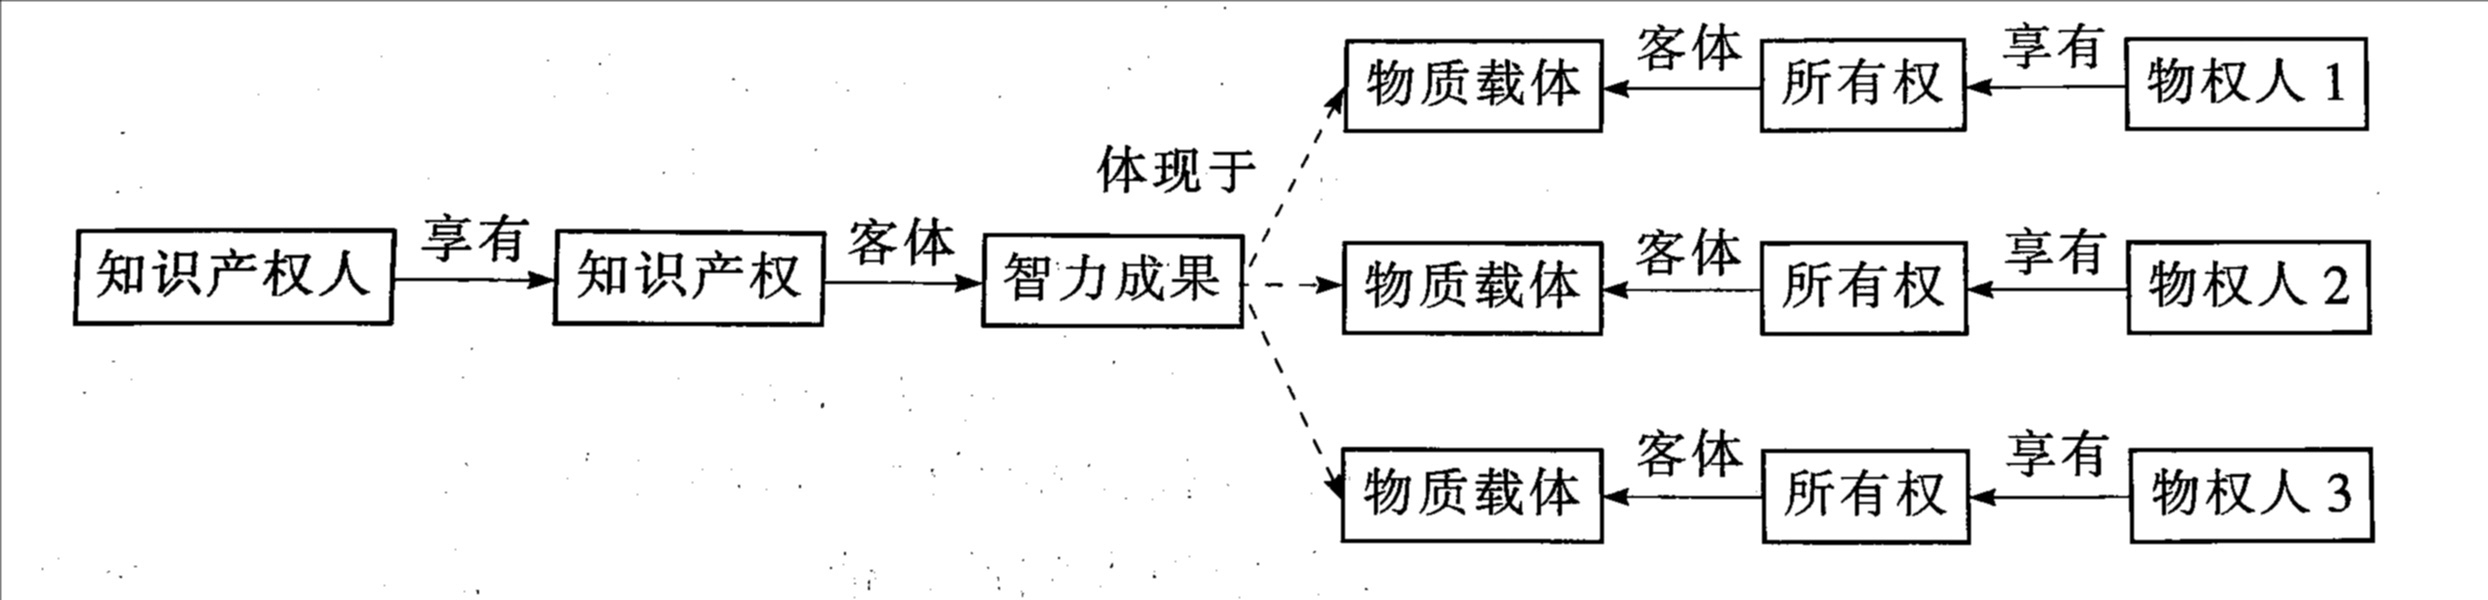 物质载体 客体 所有权 享有 物权人1
体现于
知识产权人 享有 知识产权 客体 智力成果 物质载体 客体 所有权 享有 物权人2
物质载体 客体 所有权 享有 物权人3